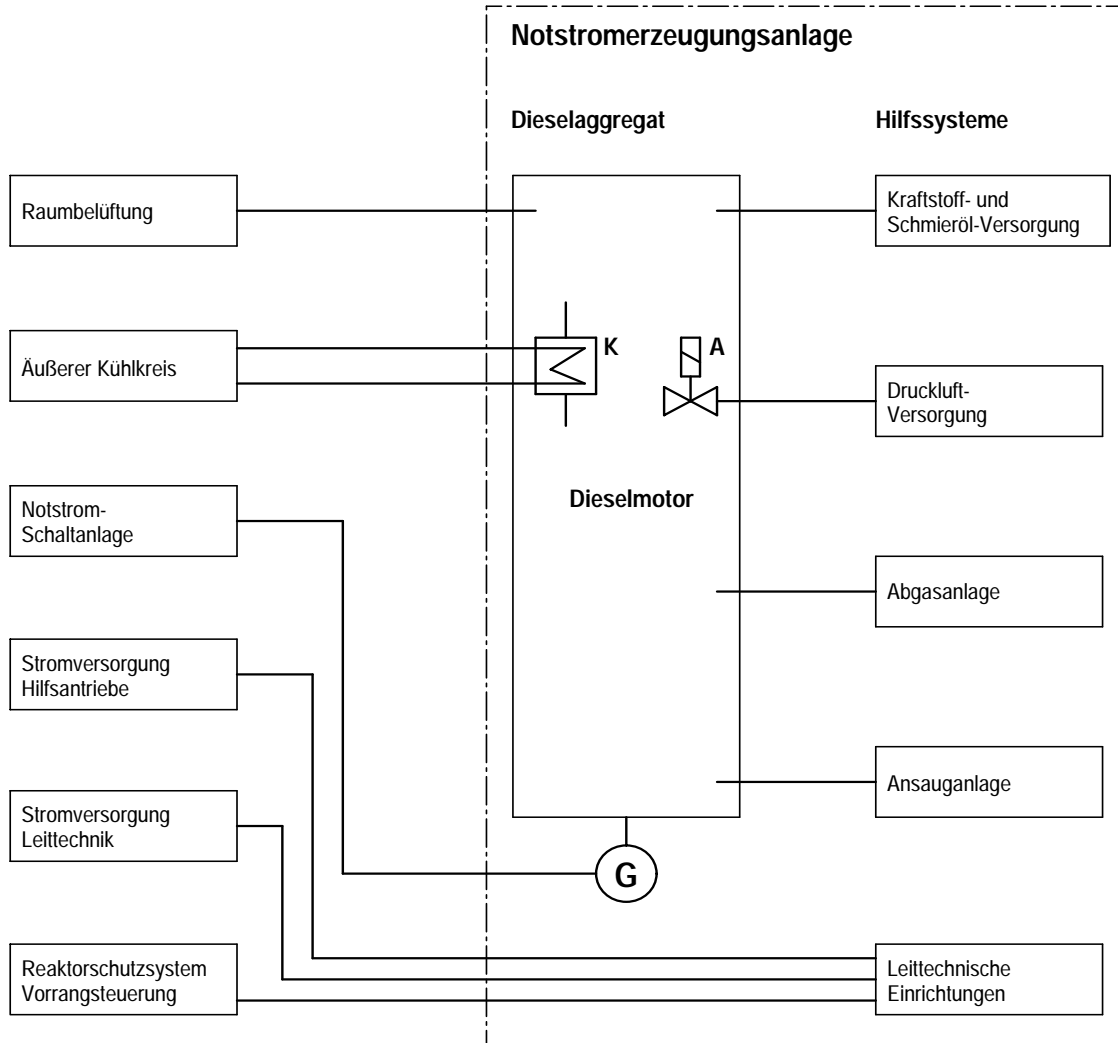 Notstromerzeugungsanlage
Dieselaggregat
Hilfssysteme
Raumbelüftung
Kraftstoff- und
Schmieröl-Versorgung
Äußerer Kühlkreis
K
A
Druckluft-
Versorgung
Notstrom-
Schaltanlage
Dieselmotor
Abgasanlage
Stromversorgung
Hilfsantriebe
Ansauganlage
Stromversorgung
Leittechnik
G
Reaktorschutzsystem
Vorrangsteuerung
Leittechnische
Einrichtungen